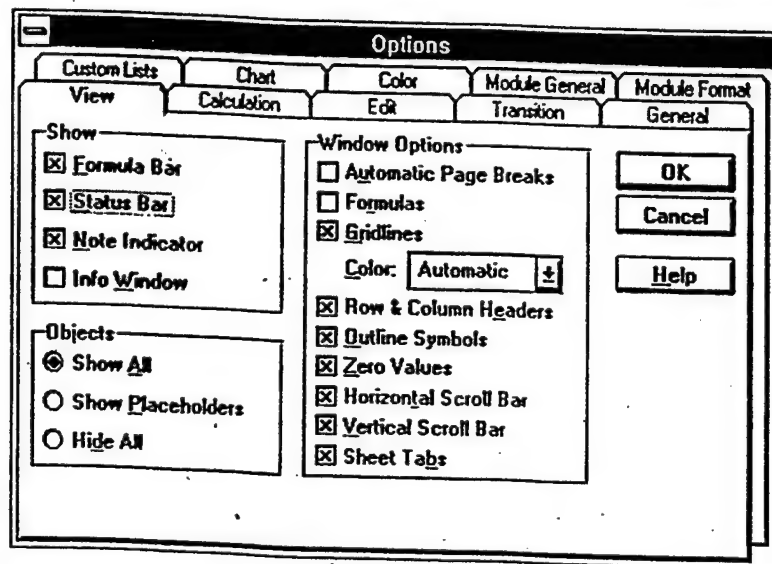 Options
Custom Lists Chart Color Module General Module Format
View Calculation Edit Transition General
Show
Formula Bar
Status Bar
Note Indicator
Info Window
Objects
Show All
Show Placeholders
Hide All
Window Options
Automatic Page Breaks
Formulas
Gridlines
Color: Automatic
Row & Column Headers
Outline Symbols
Zero Values
Horizontal Scroll Bar
Vertical Scroll Bar
Sheet Tabs
OK
Cancel
Help